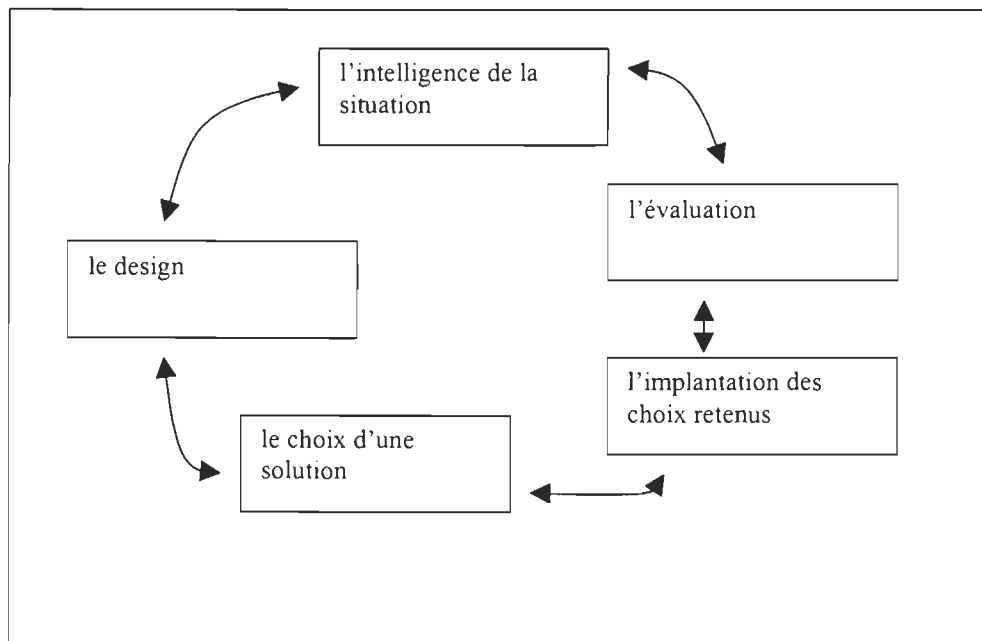 l’intelligence de la
situation
l’évaluation
le design
l’implantation des
choix retenus
le choix d’une
solution